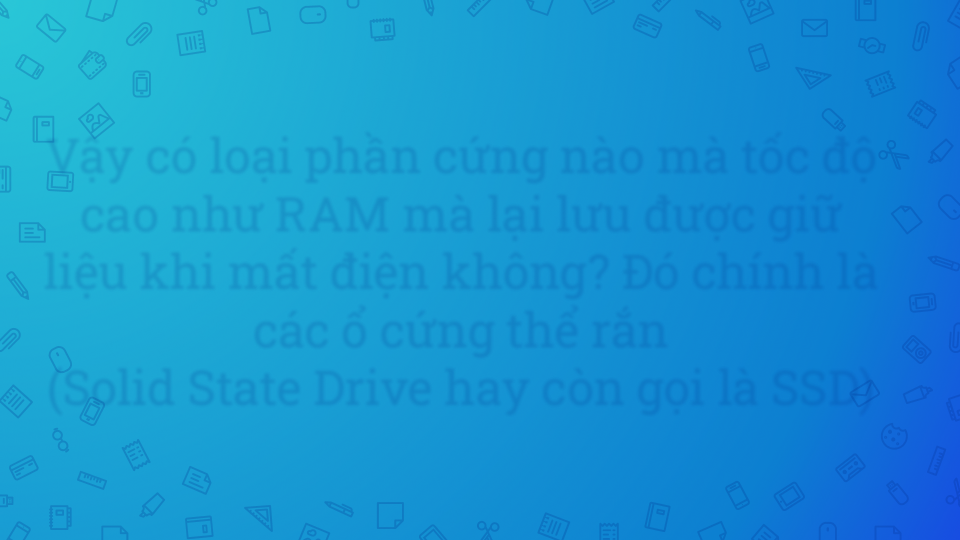 Vậy có loại phần cứng nào mà tốc độ
cao như RAM mà lại lưu được giữ
liệu khi mất điện không? Đó chính là
các ổ cứng thể rắn
(Solid State Drive hay còn gọi là SSD)